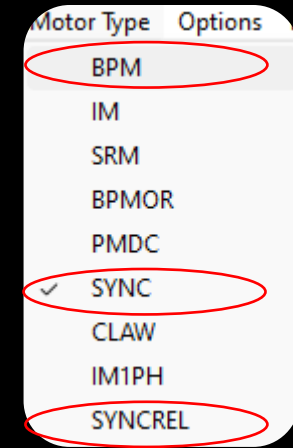 Motor Type Options
BPM
IM
SRM
BPMOR
PMDC
✓ SYNC
CLAW
IM1PH
SYNCREL